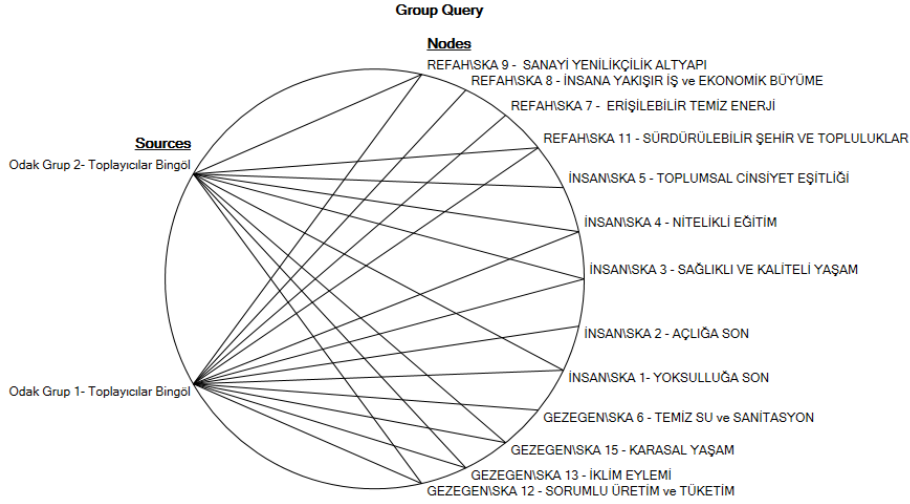 Group Query
Nodes
REFAH\SKA 9 - SANAYİ YENİLİKÇİLİK ALTYAPI
REFAH\SKA 8 - İNSANA YAKIŞIR İŞ ve EKONOMİK BÜYÜME
REFAH\SKA 7 - ERİŞİLEBİLİR TEMİZ ENERJİ
REFAH\SKA 11 - SÜRDÜRÜLEBİLİR ŞEHİR VE TOPLULUKLAR
Sources
Odak Grup 2- Toplayıcılar Bingöl
İNSAN\SKA 5 - TOPLUMSAL CİNSİYET EŞİTLİĞİ
İNSAN\SKA 4 - NİTELİKLİ EĞİTİM
İNSAN\SKA 3 - SAĞLIKLI VE KALİTELİ YAŞAM
İNSAN\SKA 2 - AÇLIĞA SON
İNSAN\SKA 1- YOKSULLUĞA SON
Odak Grup 1- Toplayıcılar Bingöl
GEZEGEN\SKA 6 - TEMİZ SU ve SANİTASYON
GEZEGEN\SKA 15 - KARASAL YAŞAM
GEZEGEN\SKA 13 - İKLİM EYLEMİ
GEZEGEN\SKA 12 - SORUMLU ÜRETİM ve TÜKETİM